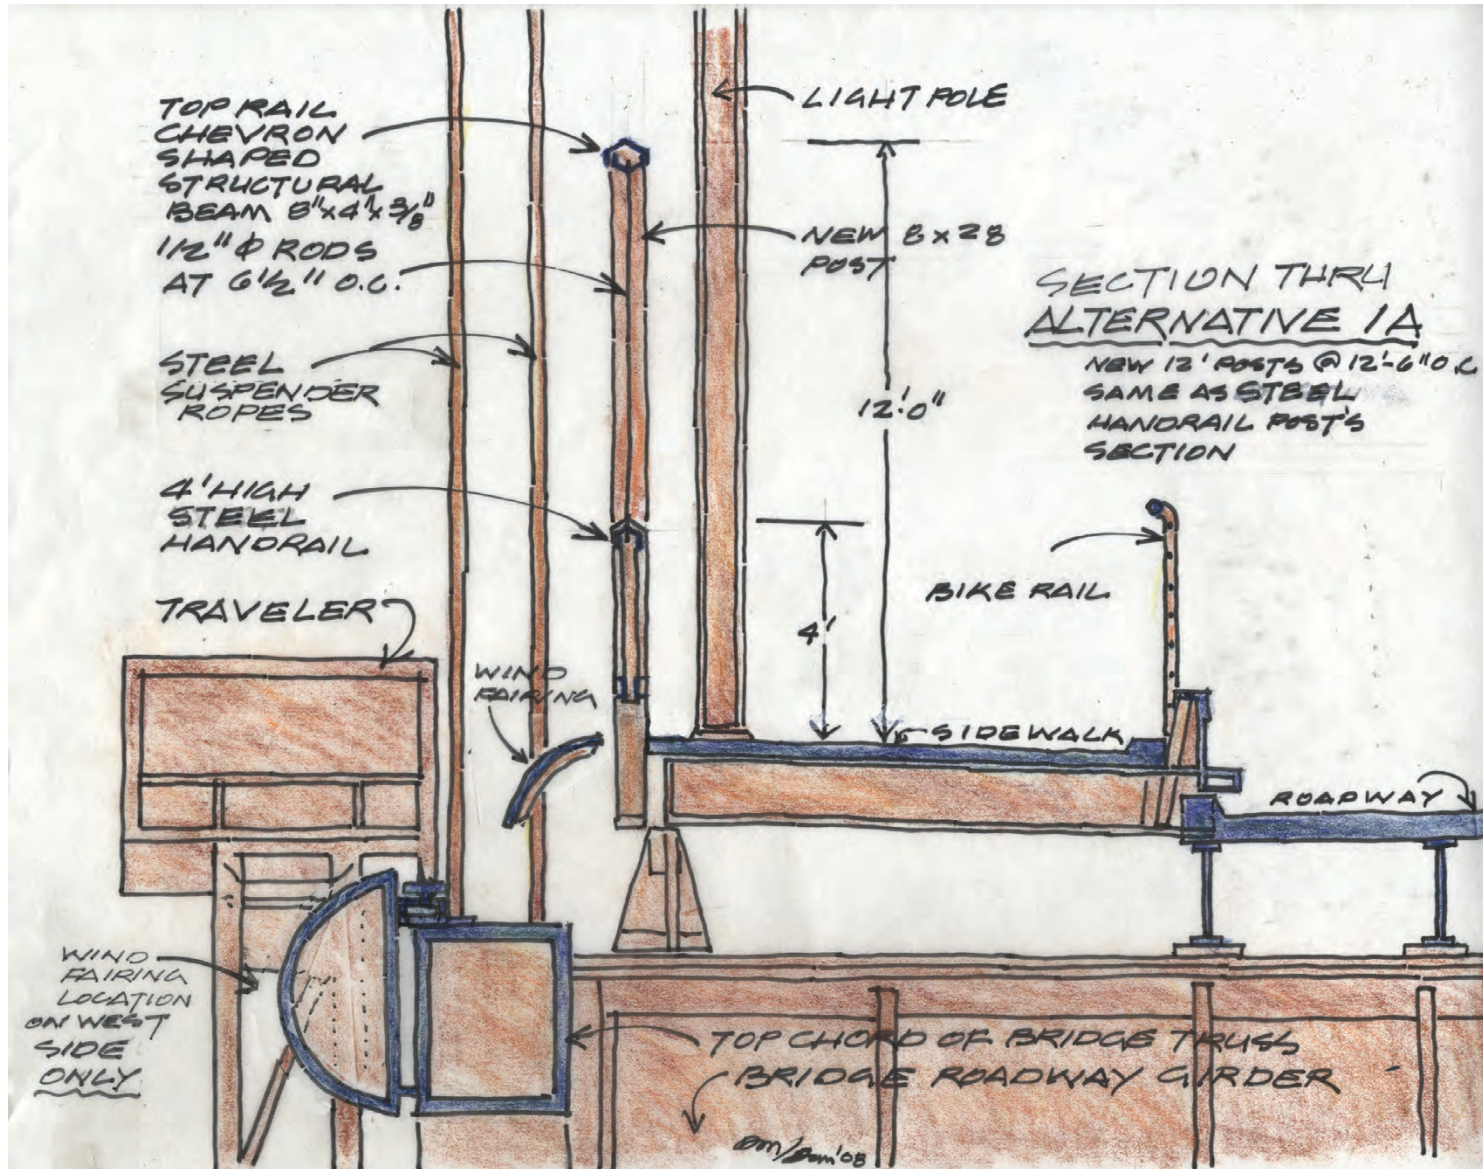 TOP RAIL
CHEVRON
SHAPED
STRUCTURAL
BEAM 8"x4"x3/8"
1/2" Φ RODS
AT 6 1/2" O.C.
STEEL
SUSPENDER
ROPES
4' HIGH
STEEL
HANDRAIL
TRAVELER
WIND
FAIRING
WIND
FAIRING
LOCATION
ON WEST
SIDE
ONLY
LIGHT POLE
NEW 8x28
POST
12'.0"
4'
SIDEWALK
BIKE RAIL
ROADWAY
SECTION THRU
ALTERNATIVE 1A
NEW 12' POSTS @ 12'-6" O.C
SAME AS STEEL
HANDRAIL POST'S
SECTION
TOP CHORD OF BRIDGE TRUSS
BRIDGE ROADWAY GIRDER
'08